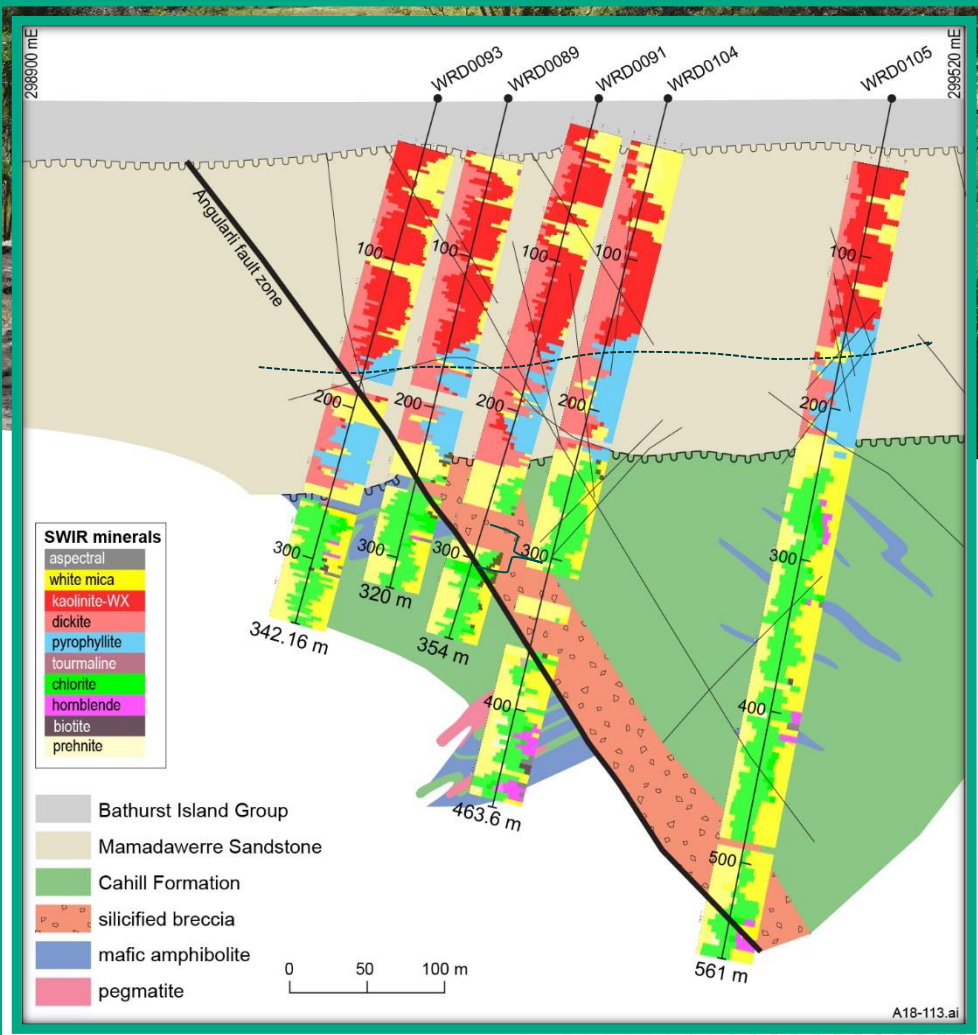 298900 mE
WRD0093
WRD0089
WRD0091
WRD0104
WRD0105
299520 mE
Angularli fault zone
100
100
100
100
100
200
200
200
200
200
300
300
300
300
300
320 m
342.16 m
354 m
400
400
463.6 m
500
561 m
SWIR minerals
aspectral
white mica
kaolinite-WX
dickite
pyrophyllite
tourmaline
chlorite
hornblende
biotite
prehnite
Bathurst Island Group
Mamadawerre Sandstone
Cahill Formation
silicified breccia
mafic amphibolite
pegmatite
0 50 100 m
A18-113.ai